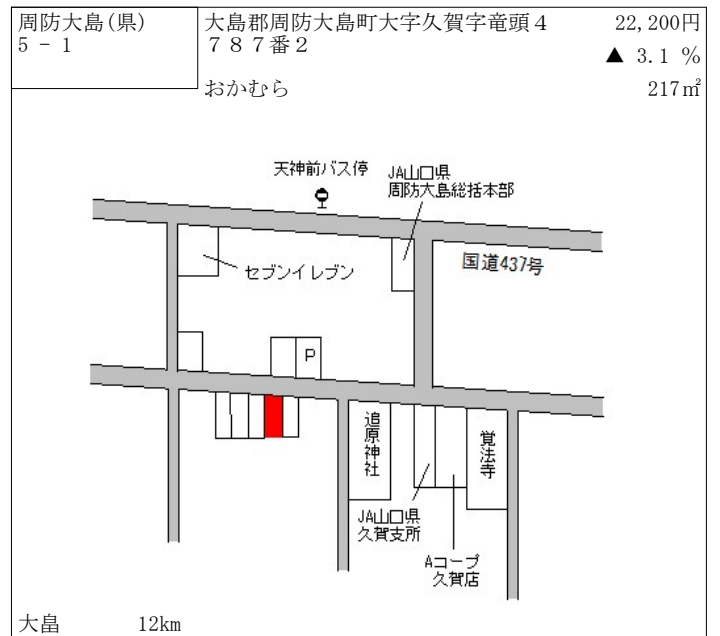 周防大島(県)
5 - 1
大島郡周防大島町大字久賀字竜頭4
787番2
おかむら
22,200円
▲ 3.1 %
217㎡
天神前バス停
JA山口県
周防大島総括本部
セブンイレブン
国道437号
P
追原神社
覚法寺
JA山口県
久賀支所
Aコープ
久賀店
大畠 12km